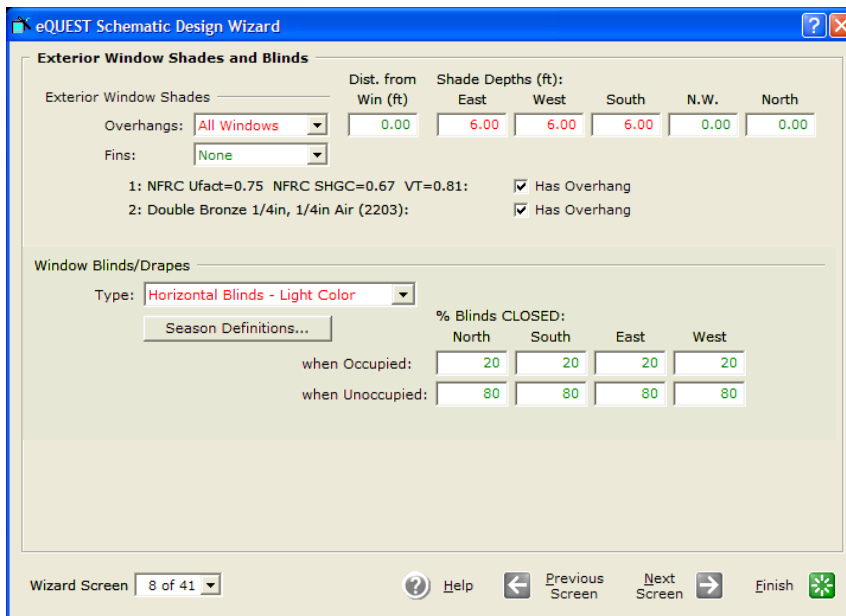 eQUEST Schematic Design Wizard
Exterior Window Shades and Blinds
Dist. from Shade Depths (ft):
Exterior Window Shades Win (ft) East West South N.W. North
Overhangs: All Windows 0.00 6.00 6.00 6.00 0.00 0.00
Fins: None
1: NFRC Ufact=0.75 NFRC SHGC=0.67 VT=0.81: Has Overhang
2: Double Bronze 1/4in, 1/4in Air (2203): Has Overhang
Window Blinds/Drapes
Type: Horizontal Blinds - Light Color
Season Definitions... % Blinds CLOSED:
North South East West
when Occupied: 20 20 20 20
when Unoccupied: 80 80 80 80
Wizard Screen 8 of 41 ? Help Previous Screen Next Screen Finish